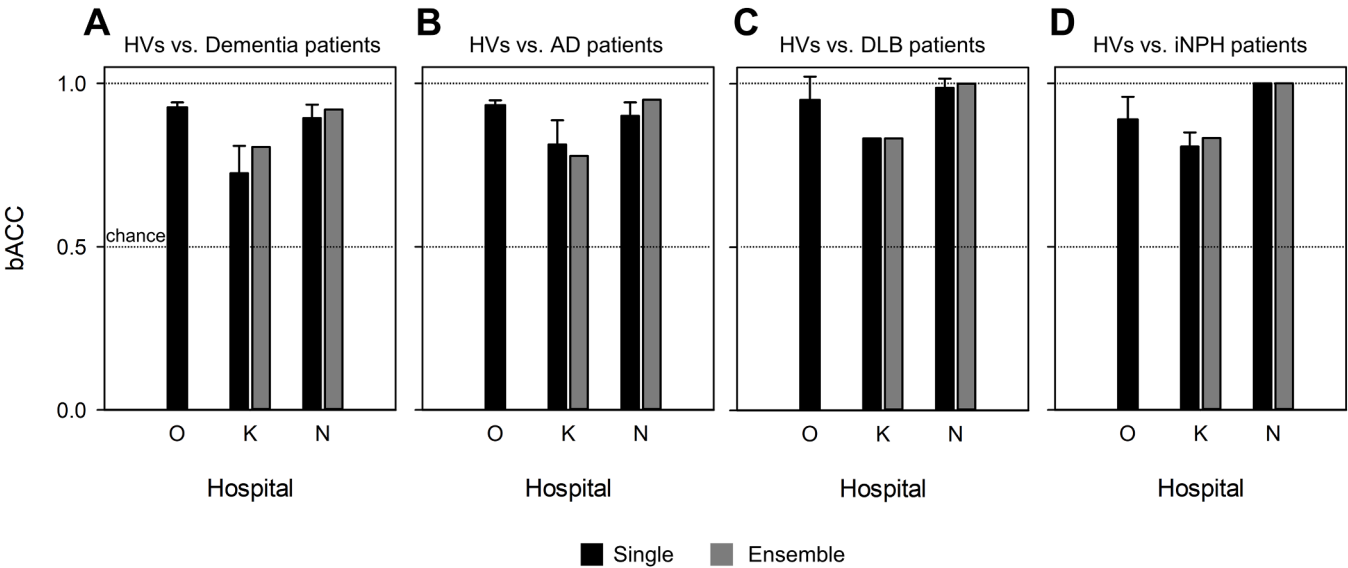 A
HVs vs. Dementia patients
B
HVs vs. AD patients
C
HVs vs. DLB patients
D
HVs vs. iNPH patients
bACC
1.0
chance
0.5
0.0
O K N
O K N
O K N
O K N
Hospital
Hospital
Hospital
Hospital
Single
Ensemble